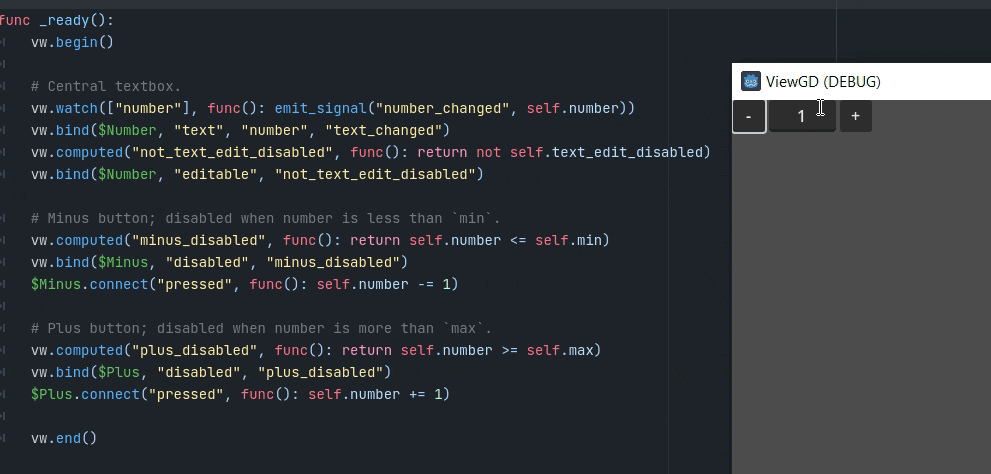 func _ready():
vw.begin()
# Central textbox.
vw.watch(["number"], func(): emit_signal("number_changed", self.number))
vw.bind($Number, "text", "number", "text_changed")
vw.computed("not_text_edit_disabled", func(): return not self.text_edit_disabled)
vw.bind($Number, "editable", "not_text_edit_disabled")
# Minus button; disabled when number is less than `min`.
vw.computed("minus_disabled", func(): return self.number <= self.min)
vw.bind($Minus, "disabled", "minus_disabled")
$Minus.connect("pressed", func(): self.number -= 1)
# Plus button; disabled when number is more than `max`.
vw.computed("plus_disabled", func(): return self.number >= self.max)
vw.bind($Plus, "disabled", "plus_disabled")
$Plus.connect("pressed", func(): self.number += 1)
vw.end()
ViewGD (DEBUG)
- 1 +